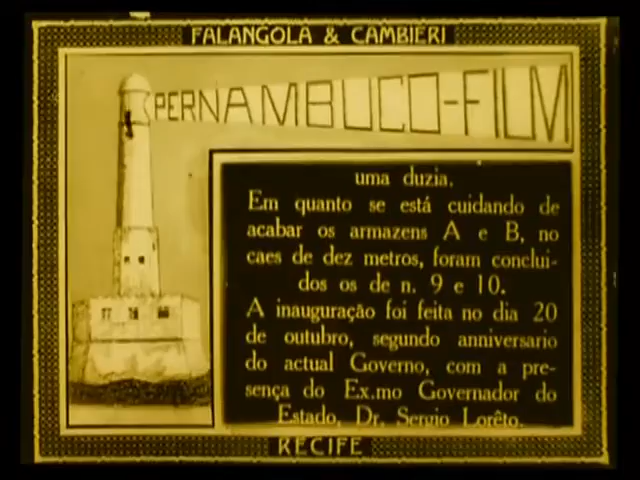 FALANGOLA & CAMBIERI
PERNAMBUCO-FILM
uma duzia.
Em quanto se está cuidando de
acabar os armazens A e B, no
caes de dez metros, foram conclui-
dos os de n. 9 e 10.
A inauguração foi feita no dia 20
de outubro, segundo anniversario
do actual Governo, com a pre-
sença do Ex.mo Governador do
Estado, Dr. Sergio Lorêto.
RECIFE